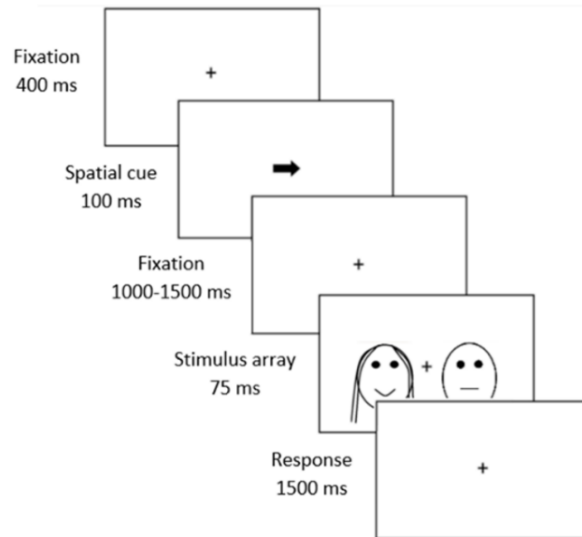 Fixation
400 ms
Spatial cue
100 ms
Fixation
1000-1500 ms
Stimulus array
75 ms
Response
1500 ms